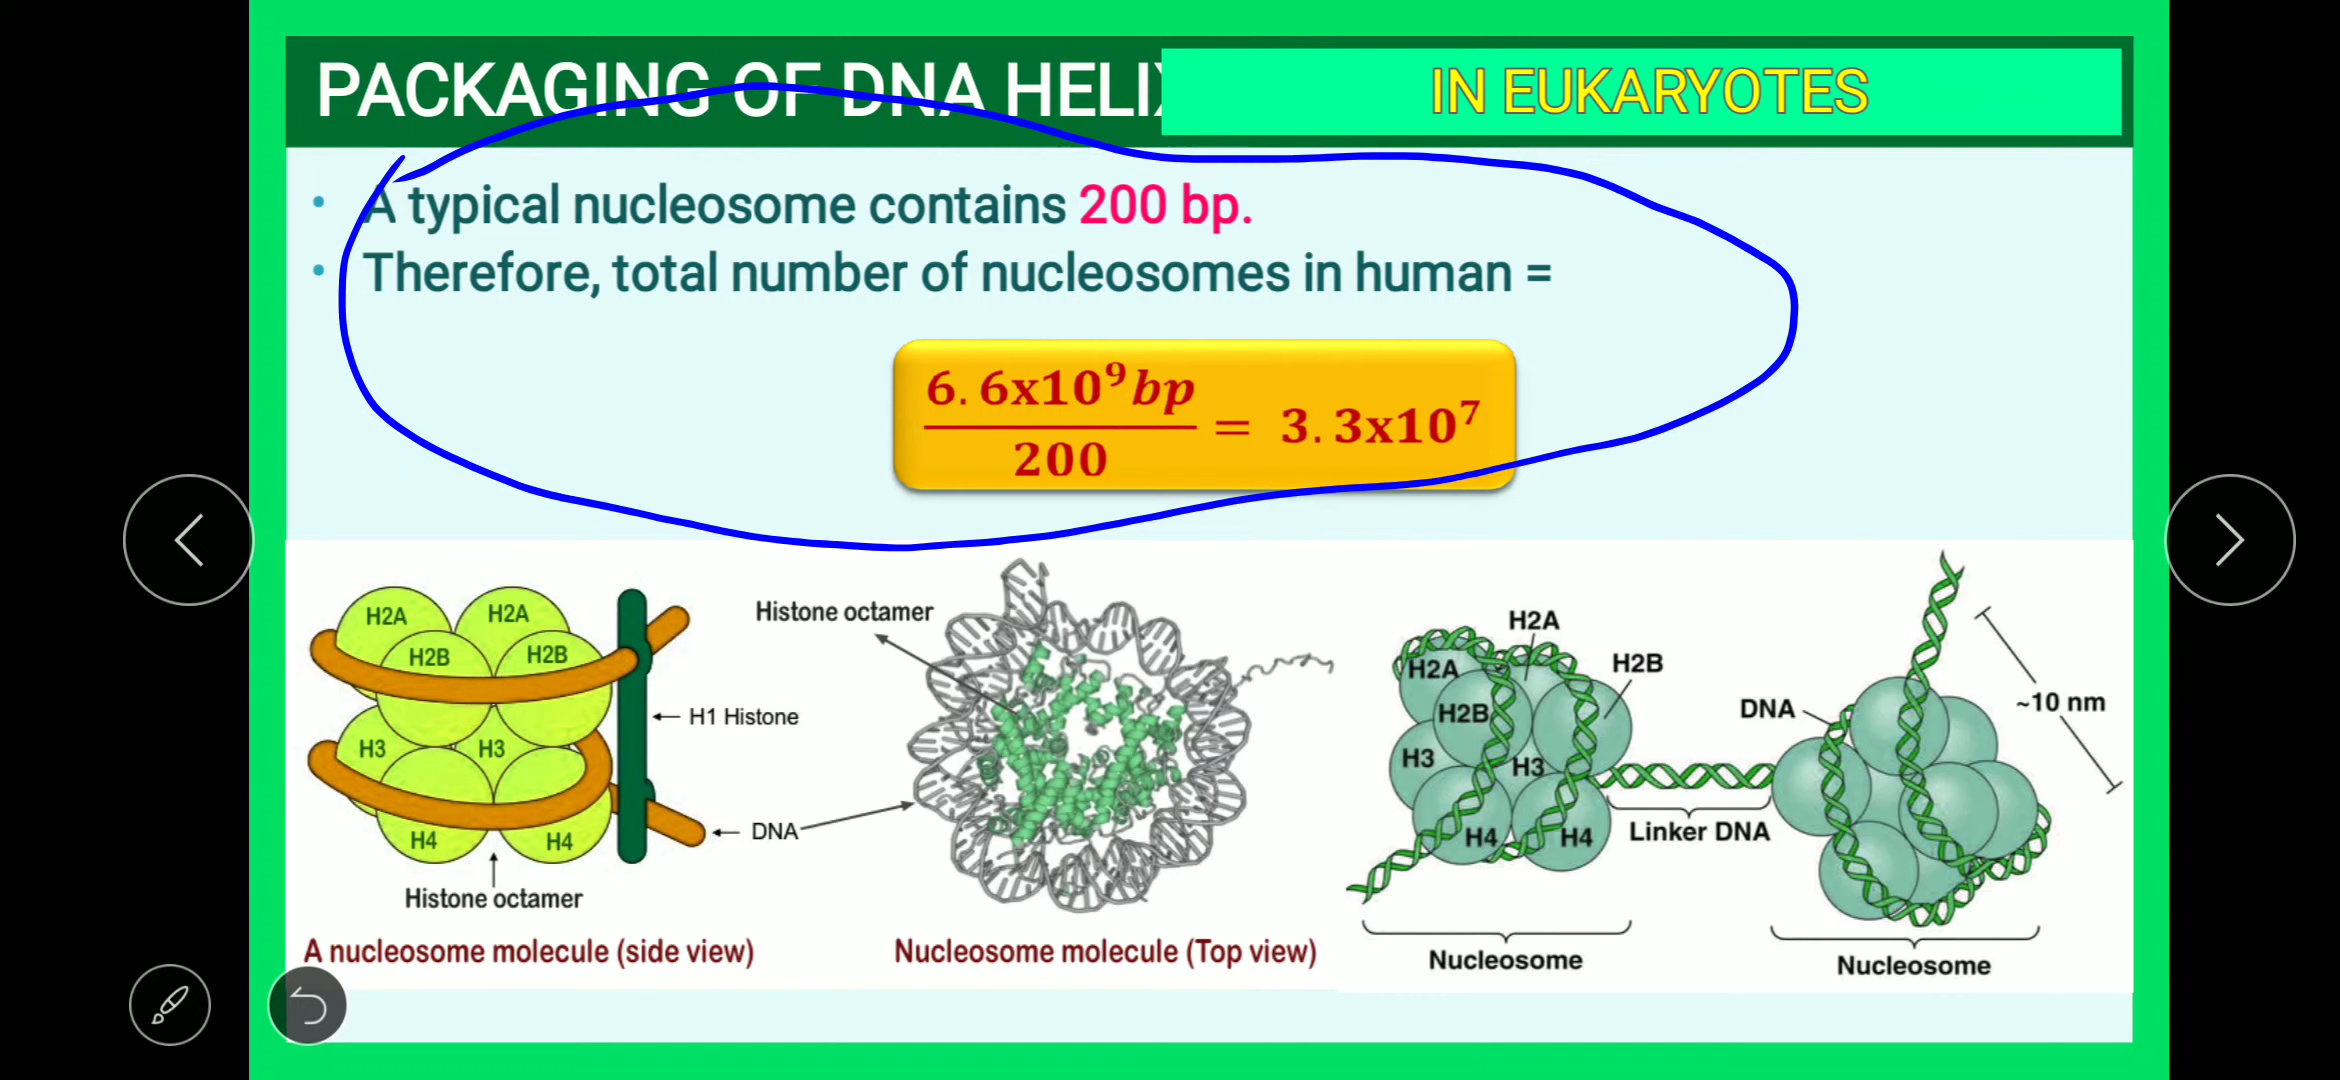 PACKAGING OF DNA HELI
IN EUKARYOTES
• A typical nucleosome contains 200 bp.
• Therefore, total number of nucleosomes in human =
6.6x10⁹bp
200
= 3.3x10⁷
H2A
H2A
H2B
H2B
H3
H3
H4
H4
H1 Histone
DNA
Histone octamer
A nucleosome molecule (side view)
Histone octamer
Nucleosome molecule (Top view)
H2A
H2A
H2B
H2B
H3
H3
H4
H4
Linker DNA
DNA
~10 nm
Nucleosome
Nucleosome